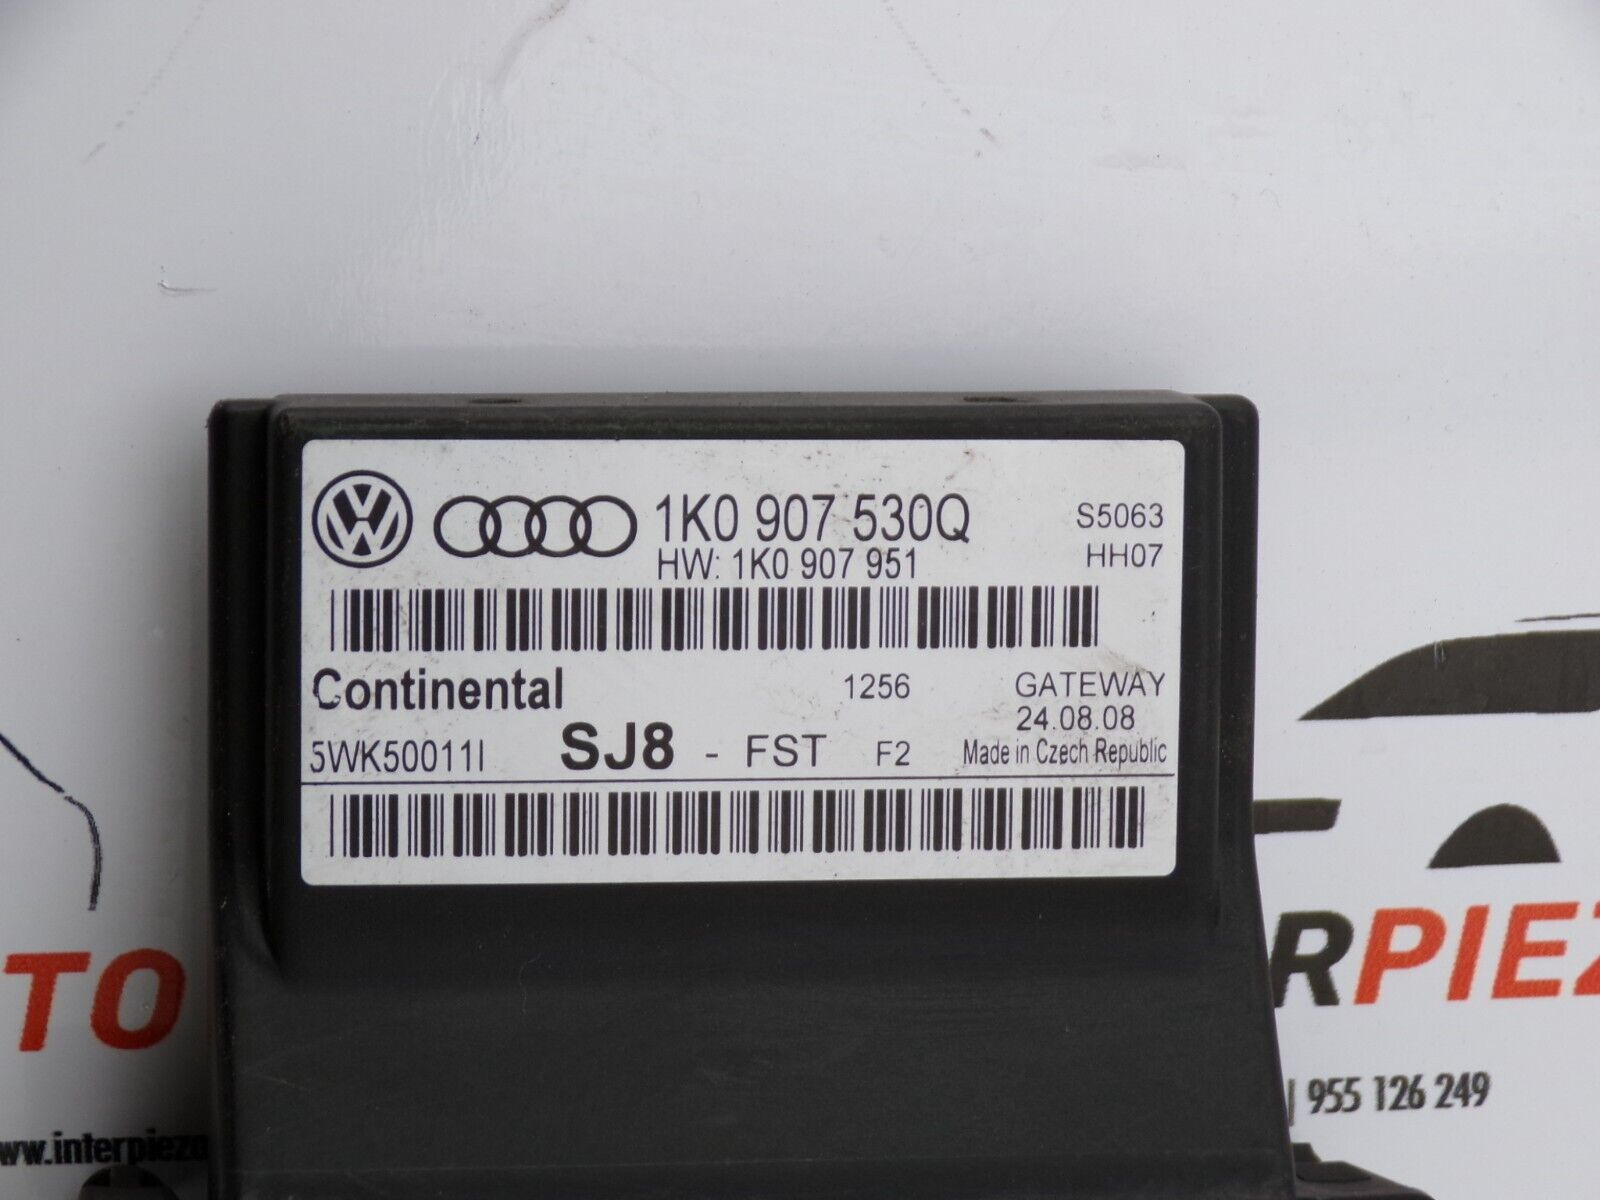 1K0 907 530Q
S5063
HW: 1K0 907 951
HH07
Continental
1256
GATEWAY
24.08.08
5WK50011I
SJ8 - FST F2
Made in Czech Republic
TO
RPIEZ
| 955 126 249
www.interpieza